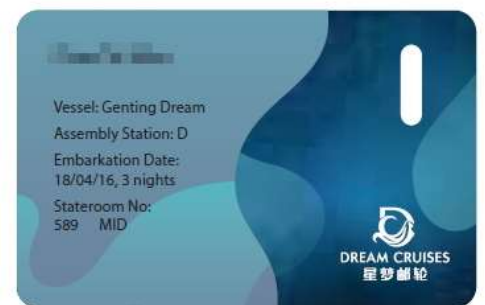 Vessel: Genting Dream
Assembly Station: D
Embarkation Date:
18/04/16, 3 nights
Stateroom No:
589 MID
DREAM CRUISES
星梦邮轮